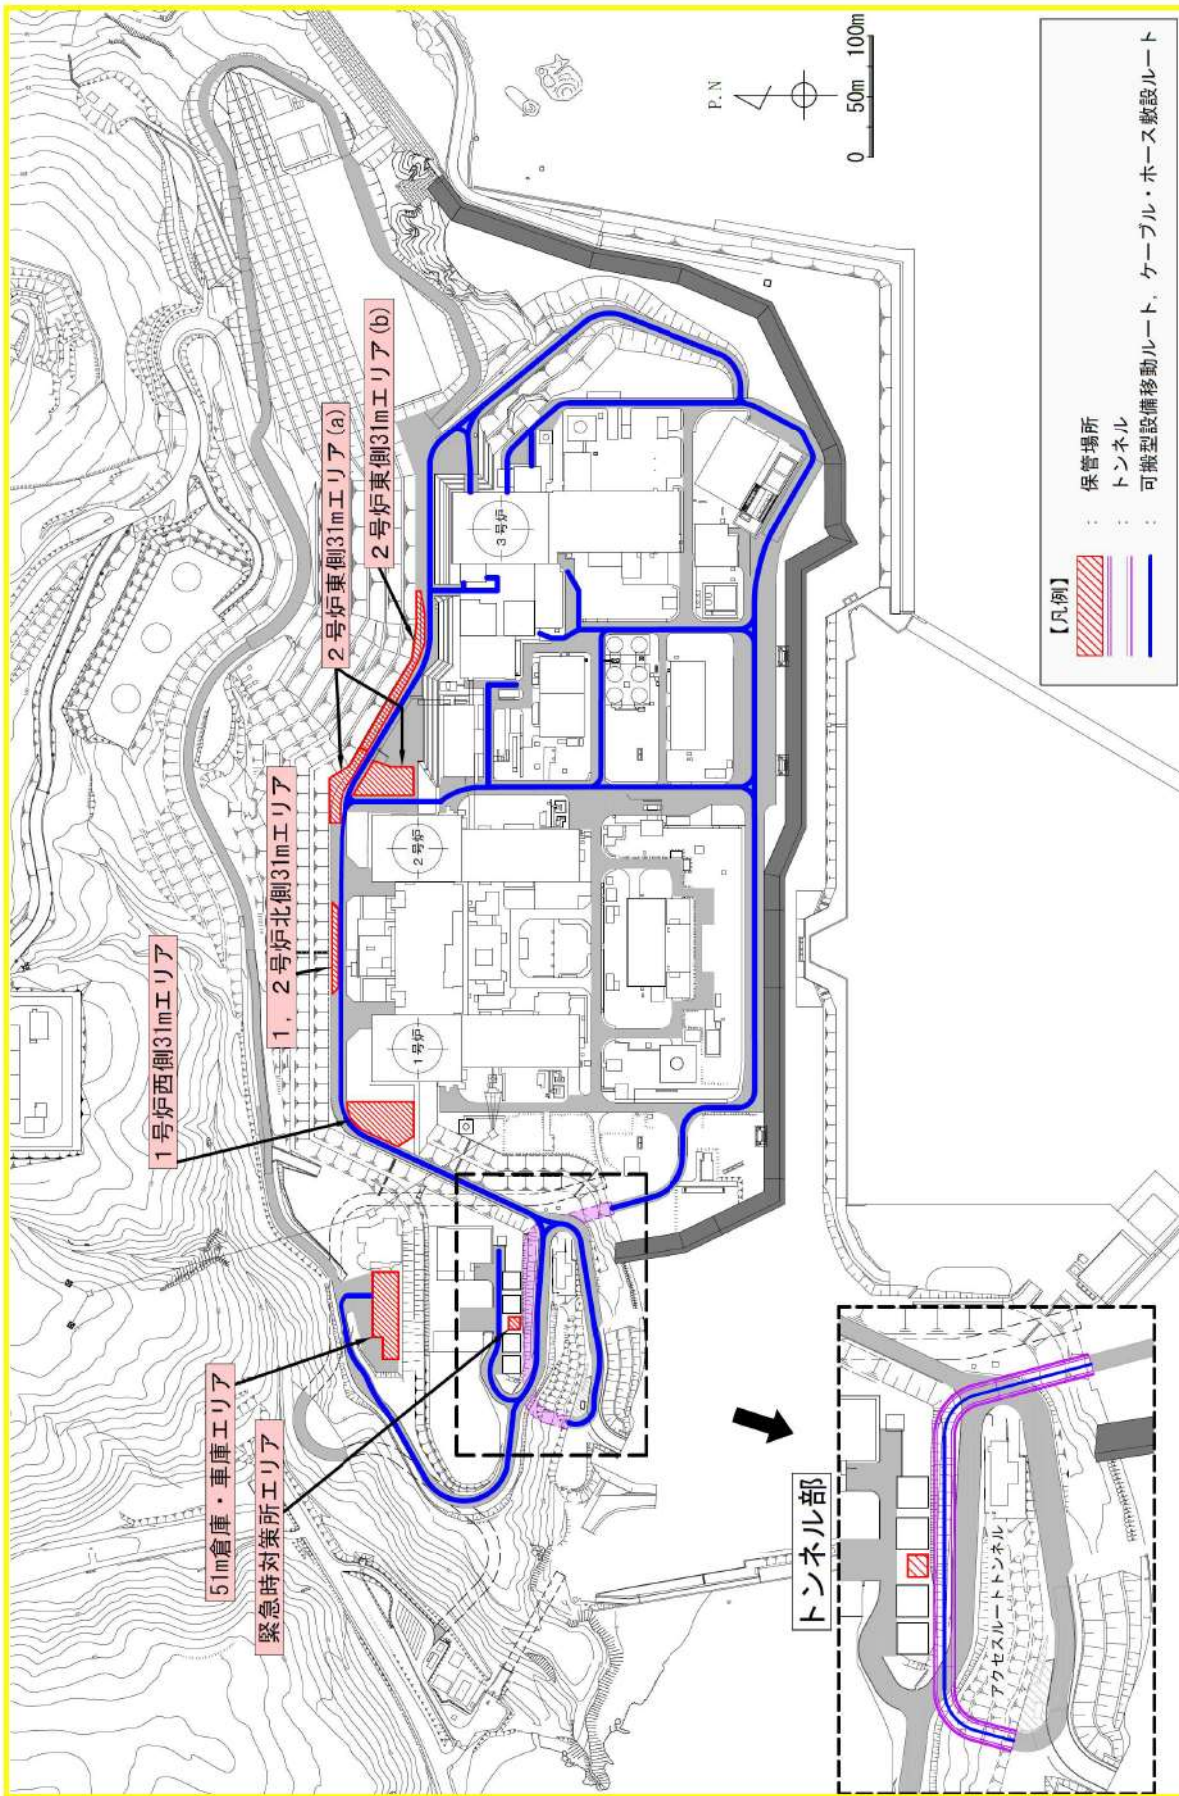 51m倉庫・車庫エリア
緊急時対策所エリア
1号炉西側31mエリア
1,2号炉北側31mエリア
2号炉東側31mエリア(a)
2号炉東側31mエリア(b)
1号炉
2号炉
3号炉
P.N
0 50m 100m
トンネル部
アクセスルートトンネル
【凡例】
: 保管場所
: トンネル
: 可搬型設備移動ルート,ケーブル・ホース敷設ルート